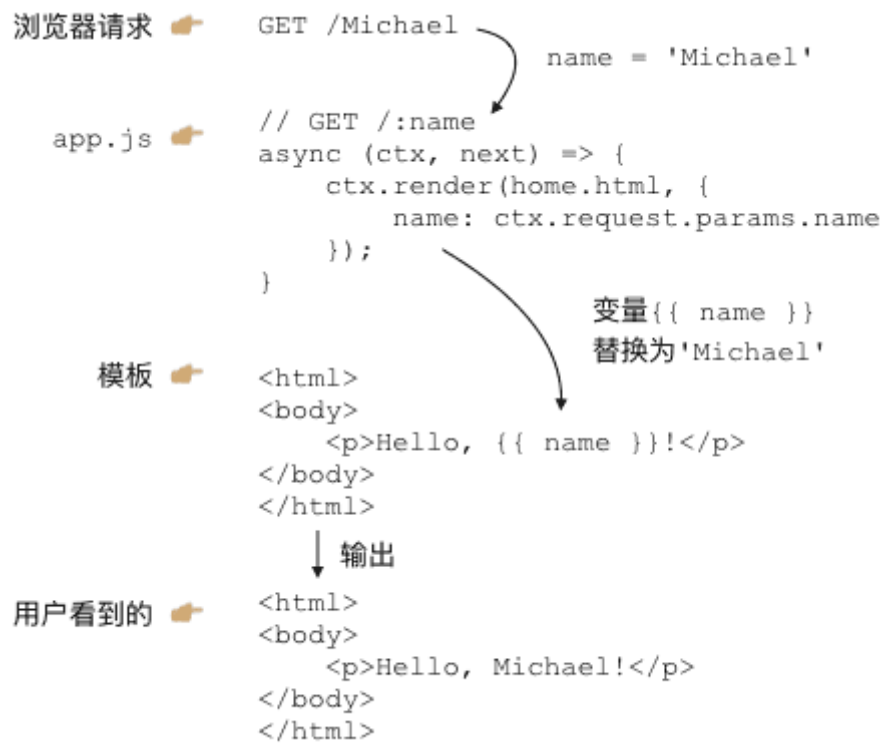 浏览器请求 GET /Michael
name = 'Michael'
// GET /:name
app.js async (ctx, next) => {
ctx.render(home.html, {
name: ctx.request.params.name
});
}
变量{{ name }}
替换为'Michael'
模板 <html>
<body>
<p>Hello, {{ name }}!</p>
</body>
</html>
输出
用户看到的 <html>
<body>
<p>Hello, Michael!</p>
</body>
</html>